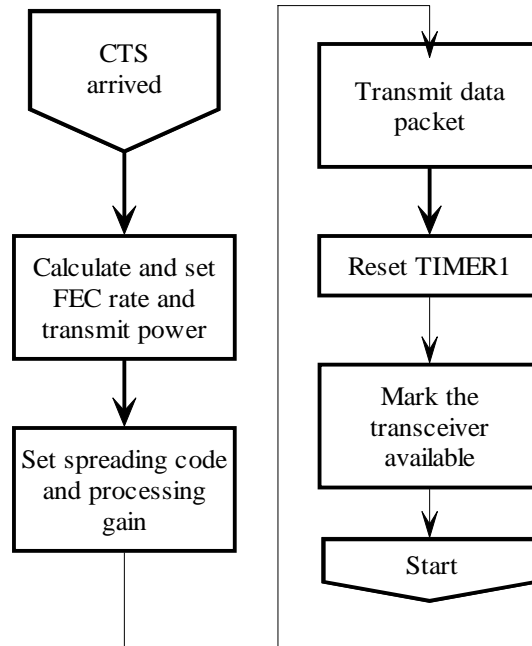 CTS
arrived
Calculate and set
FEC rate and
transmit power
Set spreading code
and processing
gain
Transmit data
packet
Reset TIMER1
Mark the
transceiver
available
Start